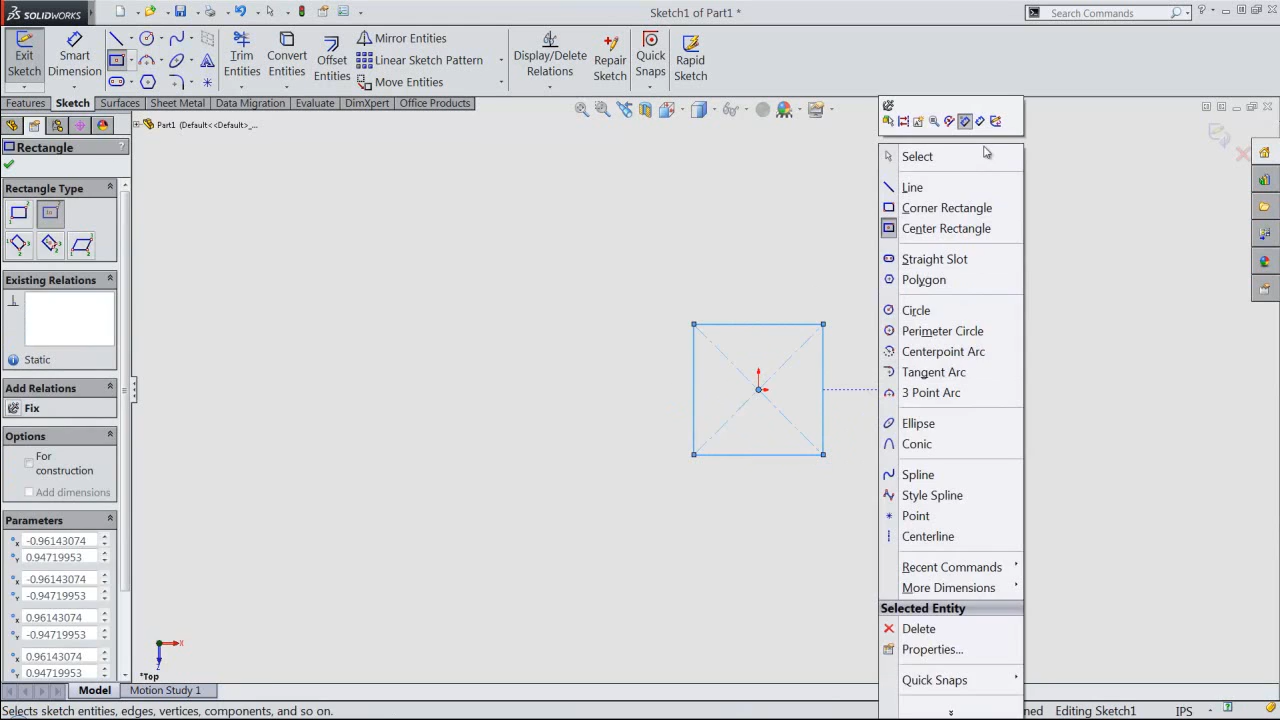 SOLIDWORKS
Sketch1 of Part1 *
Search Commands
?
Exit Sketch
Smart Dimension
Trim Entities
Convert Entities
Offset Entities
Mirror Entities
Linear Sketch Pattern
Move Entities
Display/Delete Relations
Repair Sketch
Quick Snaps
Rapid Sketch
Features
Sketch
Surfaces
Sheet Metal
Data Migration
Evaluate
DimXpert
Office Products
Part1 (Default<<Default>_...
Rectangle
?
Rectangle Type
Existing Relations
Static
Add Relations
Fix
Options
For construction
Add dimensions
Parameters
-0.96143074
0.94719953
-0.96143074
-0.94719953
0.96143074
-0.94719953
0.96143074
0.94719953
Select
Line
Corner Rectangle
Center Rectangle
Straight Slot
Polygon
Circle
Perimeter Circle
Centerpoint Arc
Tangent Arc
3 Point Arc
Ellipse
Conic
Spline
Style Spline
Point
Centerline
Recent Commands
More Dimensions
Selected Entity
Delete
Properties...
Quick Snaps
X
*Top
Model
Motion Study 1
Selects sketch entities, edges, vertices, components, and so on.
Editing Sketch1
IPS